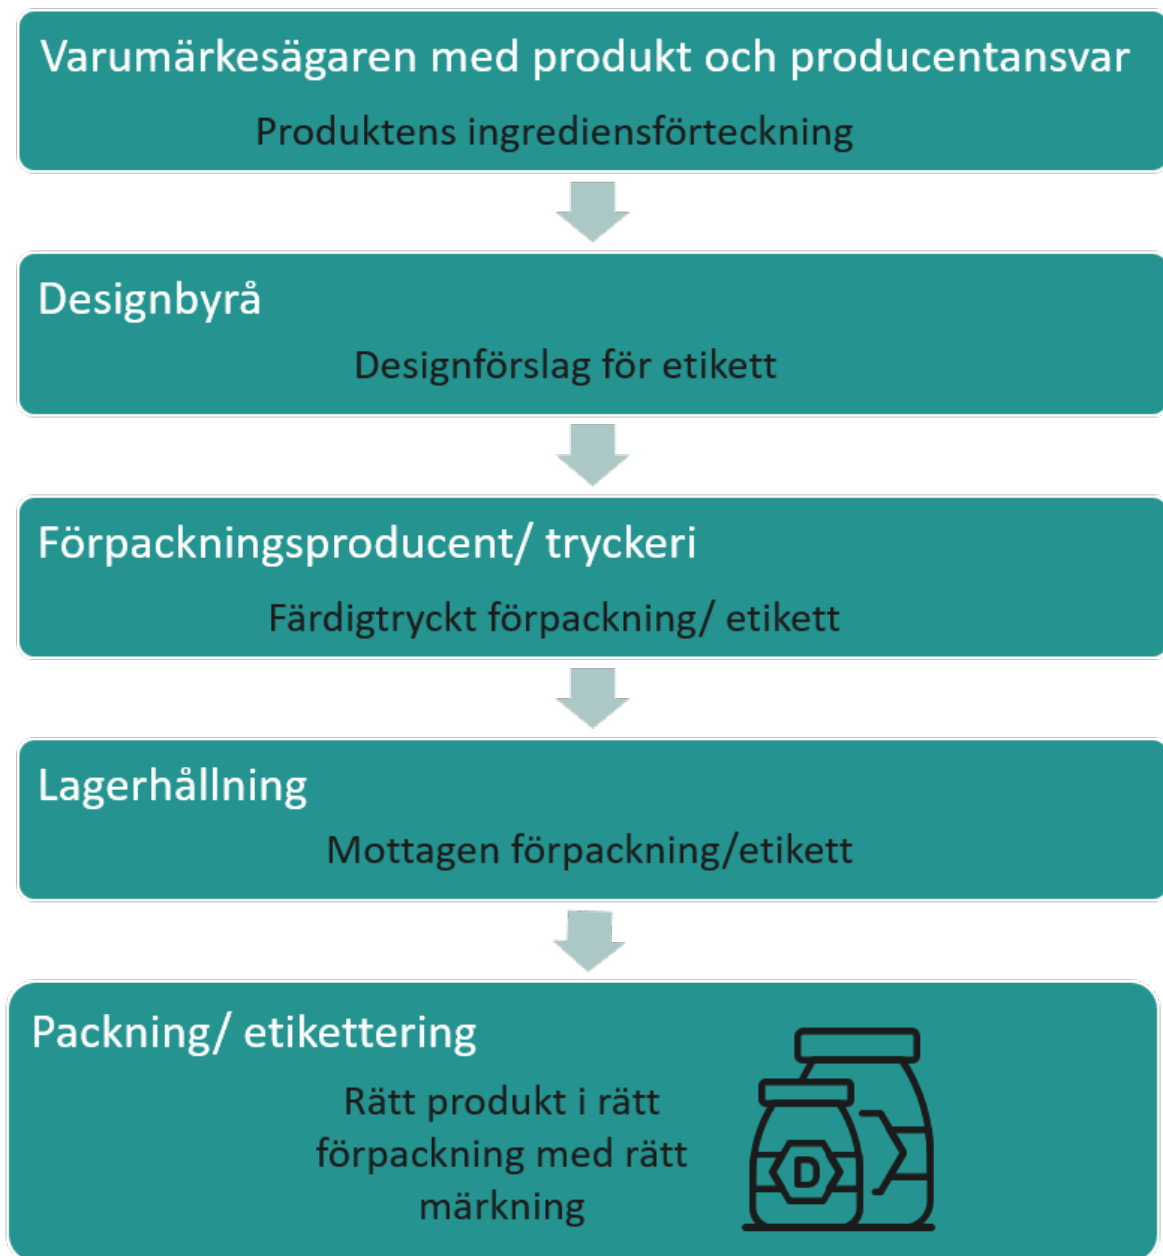 Varumärkesägaren med produkt och producentansvar
Produktens ingrediensförteckning
Designbyrå
Designförslag för etikett
Förpackningsproducent/ tryckeri
Färdigtryckt förpackning/ etikett
Lagerhållning
Mottagen förpackning/etikett
Packning/ etikettering
Rätt produkt i rätt
förpackning med rätt
märkning
D